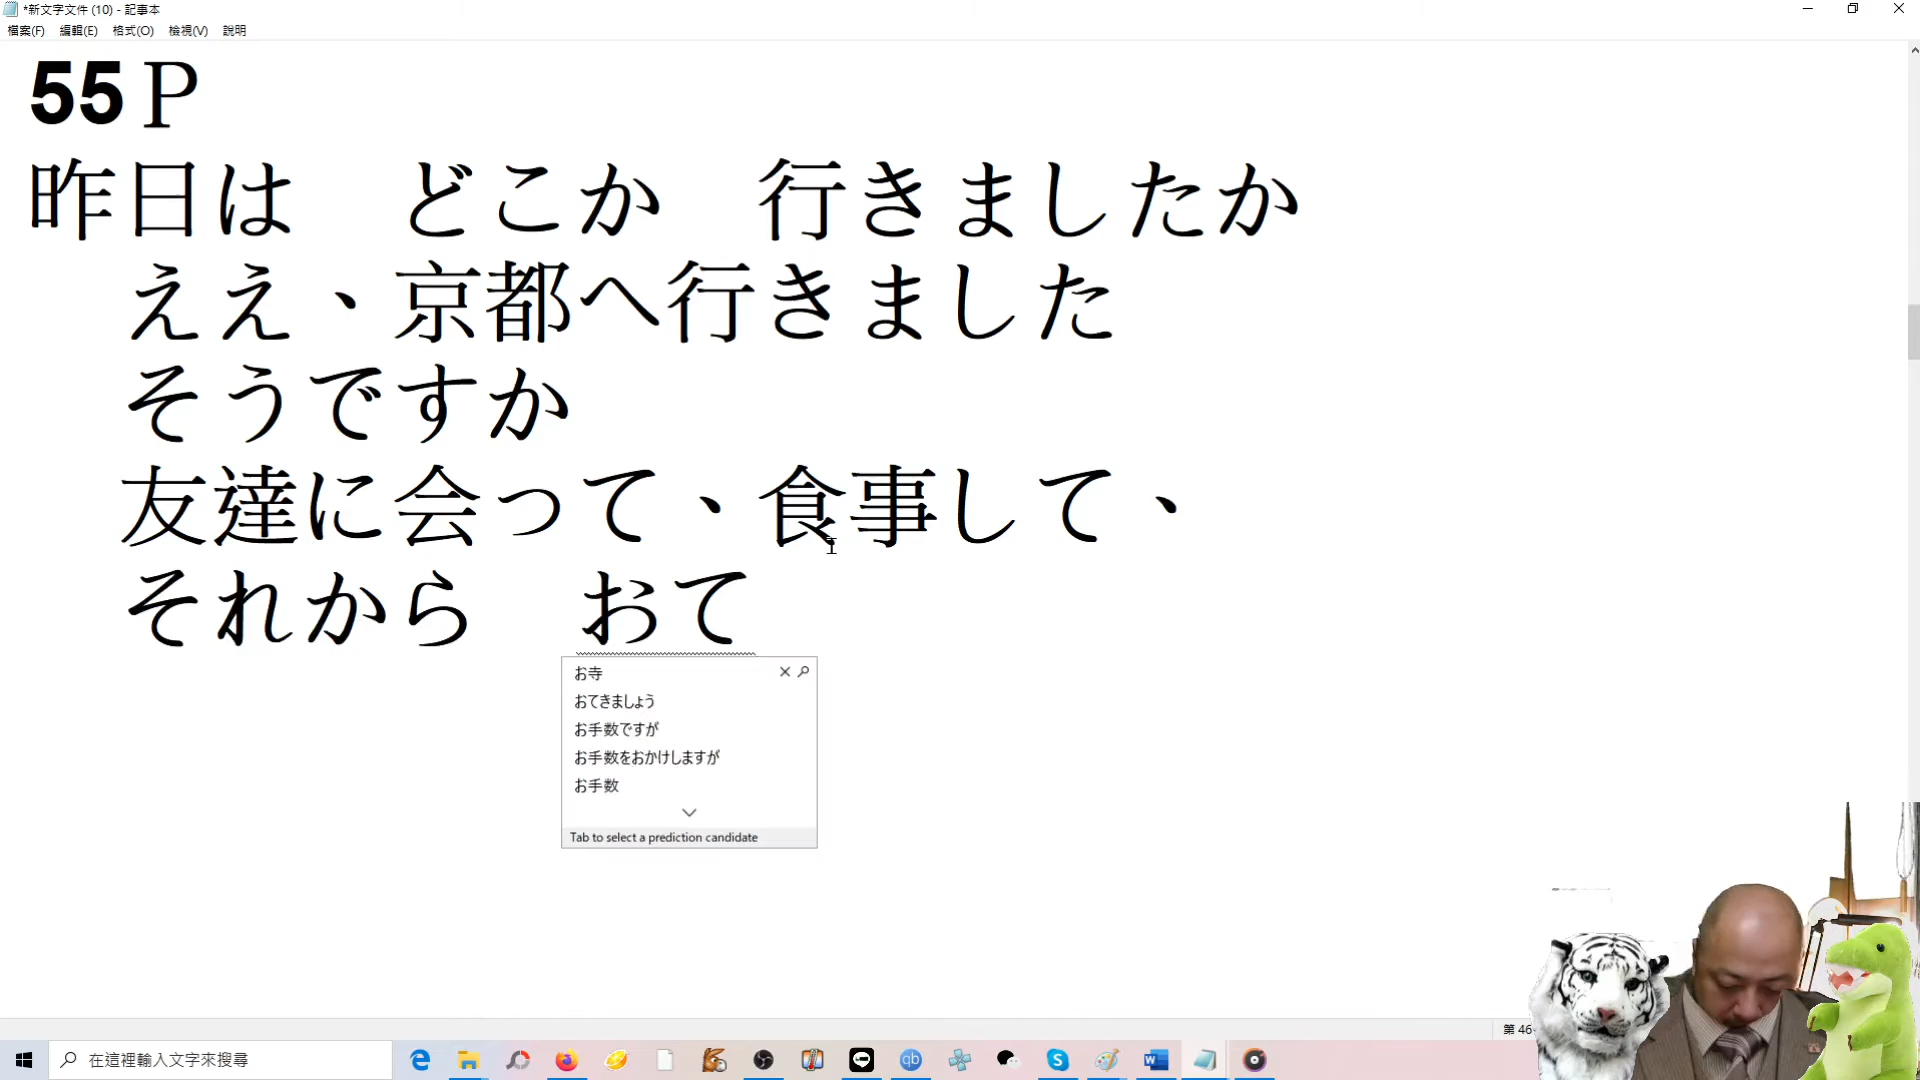 *新文字文件 (10) - 記事本
檔案(F) 編輯(E) 格式(O) 檢視(V) 說明
55Ｐ
昨日は　どこか　行きましたか
ええ、京都へ行きました
そうですか
友達に会って、食事して、
それから　おて
お寺
おてきましょう
お手数ですが
お手数をおかけしますが
お手数
Tab to select a prediction candidate
第 46
在這裡輸入文字來搜尋
qb